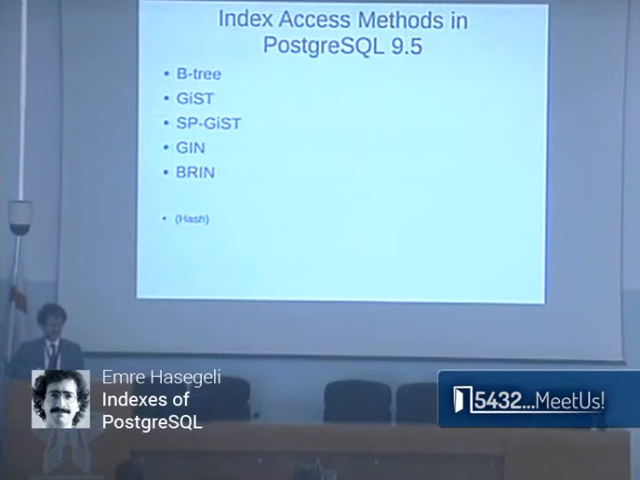 Index Access Methods in
PostgreSQL 9.5
• B-tree
• GiST
• SP-GiST
• GIN
• BRIN
• (Hash)
Emre Hasegeli
Indexes of
PostgreSQL
5432...MeetUs!